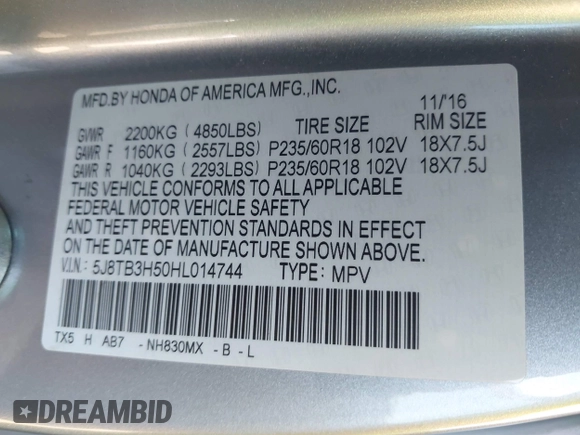 MFD.BY HONDA OF AMERICA MFG.,INC. 11/'16
GVWR 2200KG (4850LBS) TIRE SIZE RIM SIZE
GAWR F 1160KG (2557LBS) P235/60R18 102V 18X7.5J
GAWR R 1040KG (2293LBS) P235/60R18 102V 18X7.5J
THIS VEHICLE CONFORMS TO ALL APPLICABLE
FEDERAL MOTOR VEHICLE SAFETY
AND THEFT PREVENTION STANDARDS IN EFFECT
ON THE DATE OF MANUFACTURE SHOWN ABOVE.
V.I.N.: 5J8TB3H50HL014744 TYPE: MPV
TX5 H AB7 -NH830MX -B -L
DREAMBID